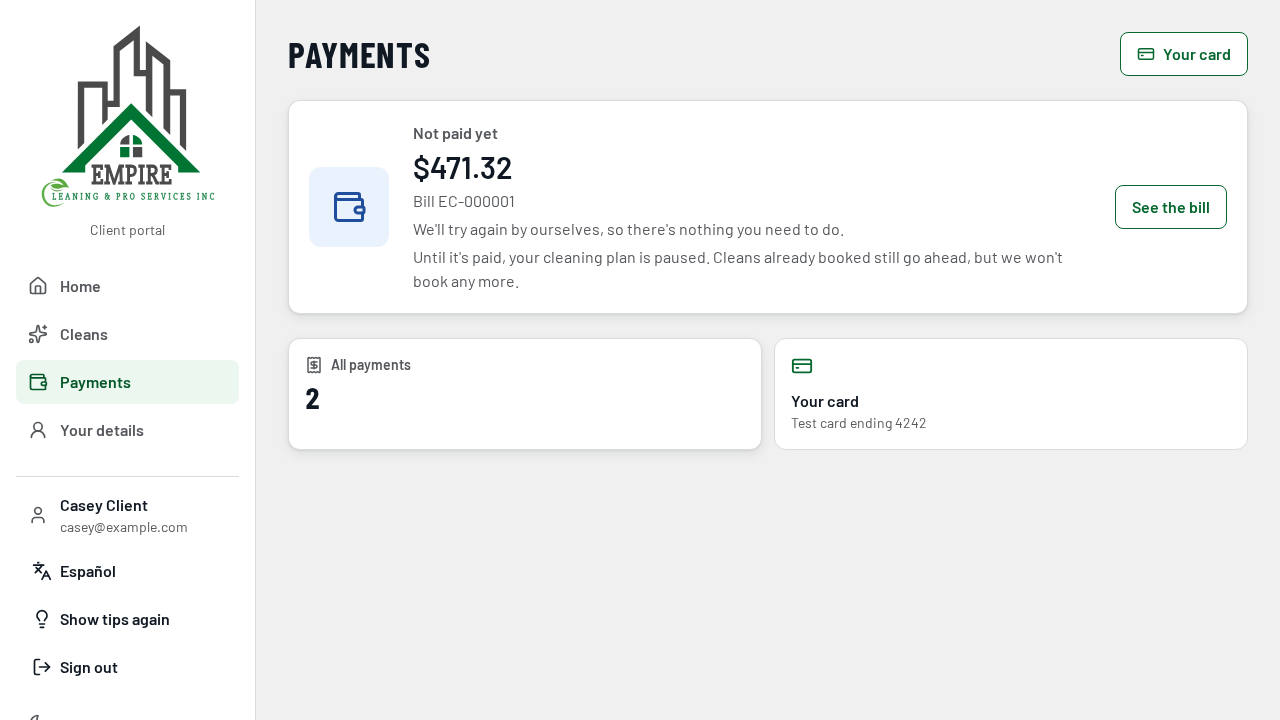 EMPIRE
LEANING & PRO SERVICES INC
Client portal
Home
Cleans
Payments
Your details
Casey Client
casey@example.com
Español
Show tips again
Sign out
PAYMENTS
Your card
Not paid yet
$471.32
Bill EC-000001
We'll try again by ourselves, so there's nothing you need to do.
Until it's paid, your cleaning plan is paused. Cleans already booked still go ahead, but we won't
book any more.
See the bill
All payments
2
Your card
Test card ending 4242